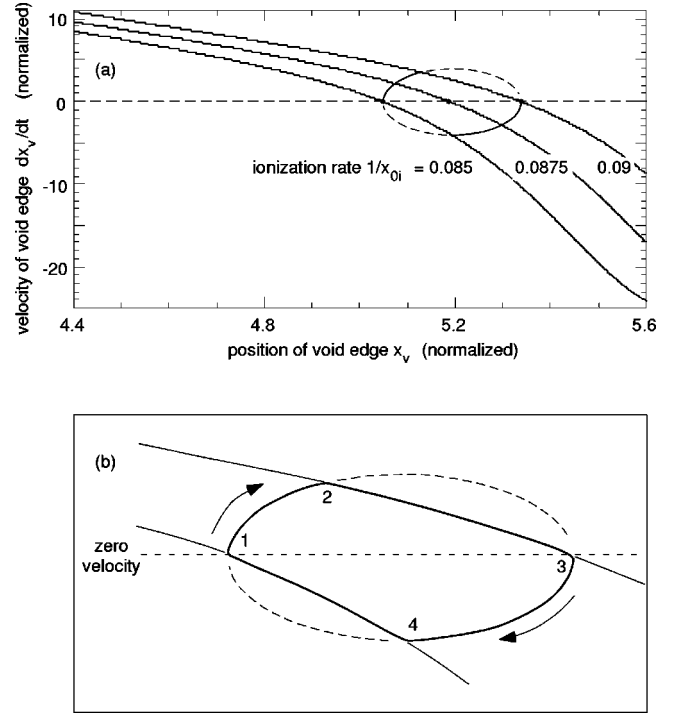 velocity of void edge dx_v/dt (normalized)
10
0
-10
-20
(a)
ionization rate 1/x_0i = 0.085 0.0875 0.09
4.4 4.8 5.2 5.6
position of void edge x_v (normalized)
(b)
2
1
zero
velocity
3
4